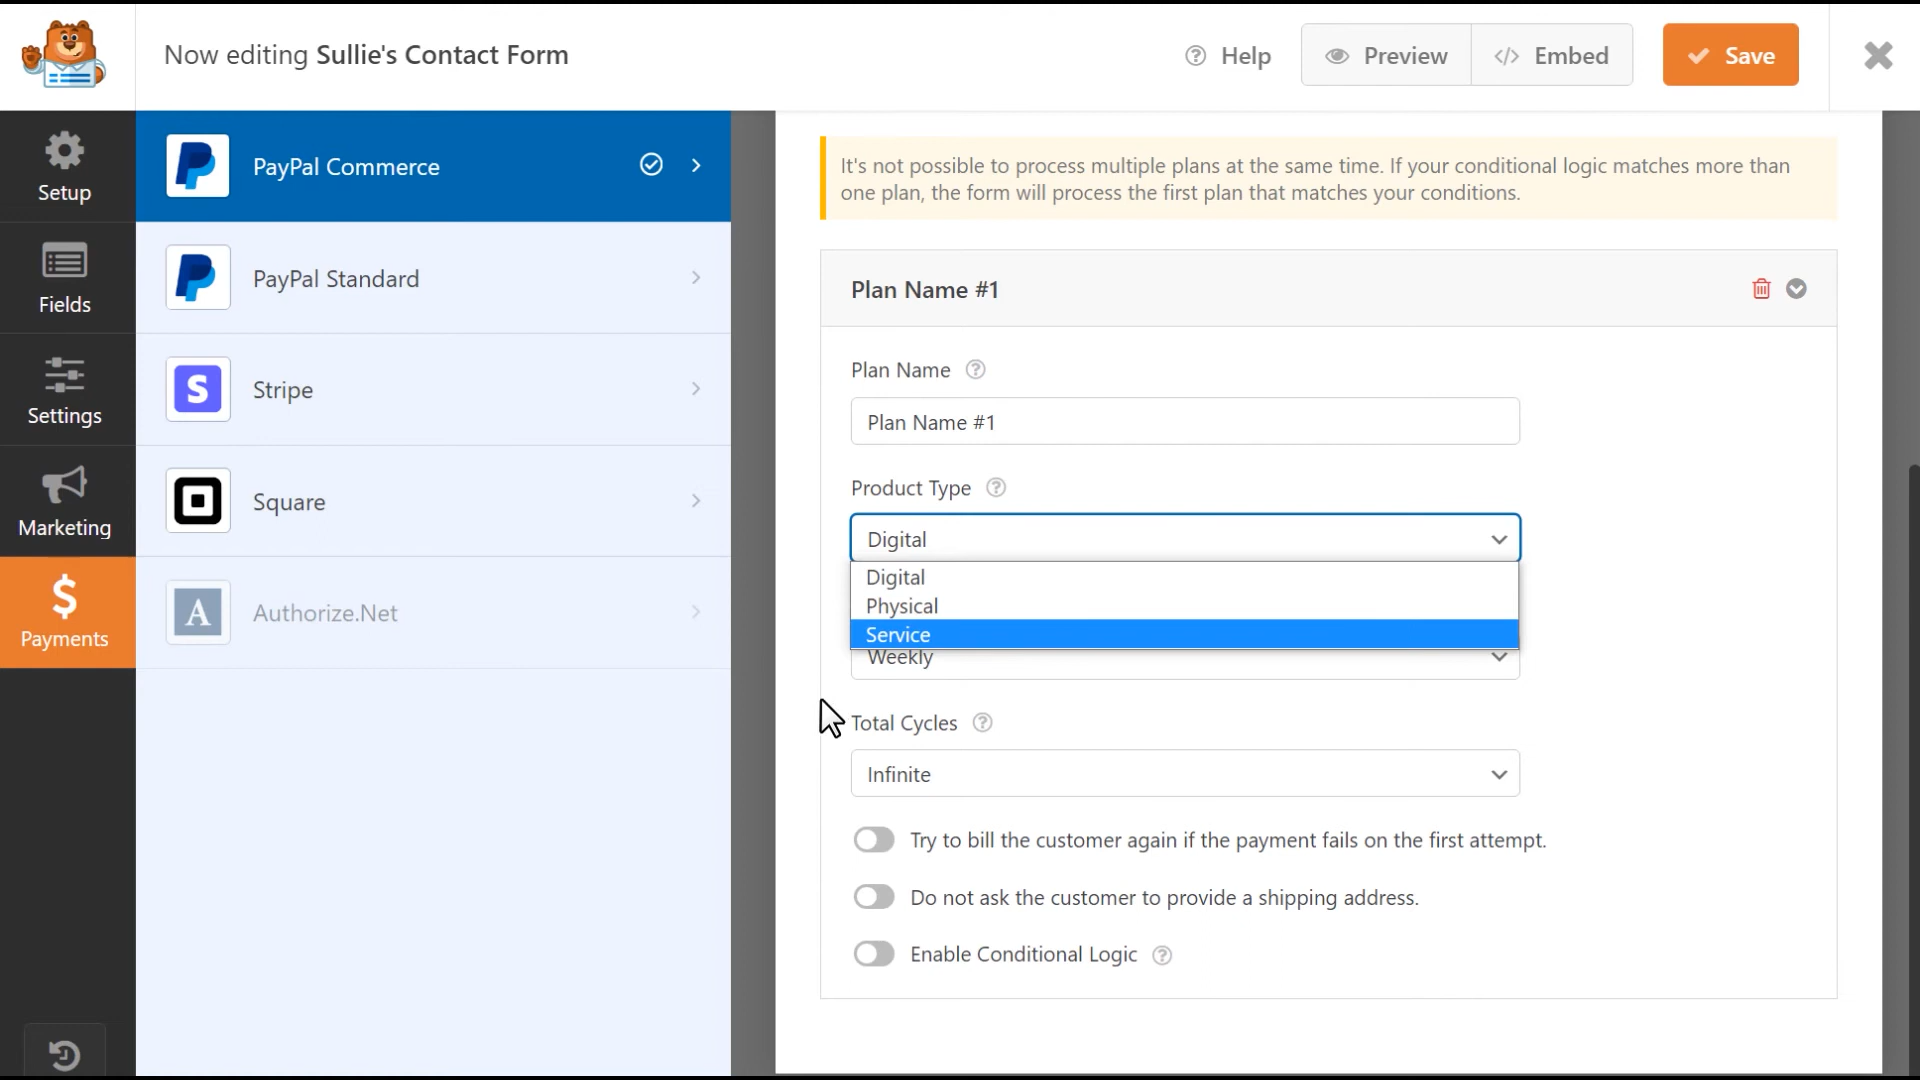 Now editing Sullie's Contact Form
Help
Preview
</> Embed
Save
Setup
Fields
Settings
Marketing
Payments
PayPal Commerce
PayPal Standard
Stripe
Square
Authorize.Net
It's not possible to process multiple plans at the same time. If your conditional logic matches more than
one plan, the form will process the first plan that matches your conditions.
Plan Name #1
Plan Name
Plan Name #1
Product Type
Digital
Digital
Physical
Service
Weekly
Total Cycles
Infinite
Try to bill the customer again if the payment fails on the first attempt.
Do not ask the customer to provide a shipping address.
Enable Conditional Logic